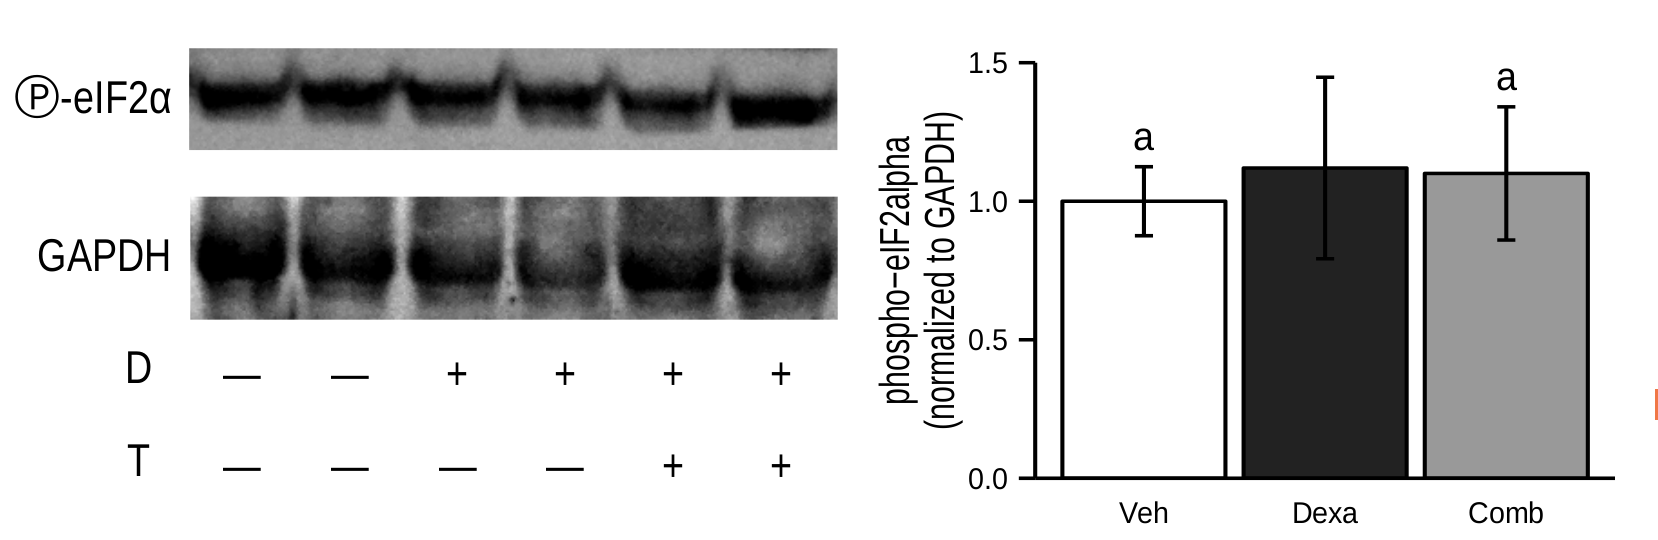 Ⓟ-eIF2α
GAPDH
D — — + + + +
T — — — — + +
phospho−eIF2alpha
(normalized to GAPDH)
1.5
1.0
0.5
0.0
a
a
Veh Dexa Comb